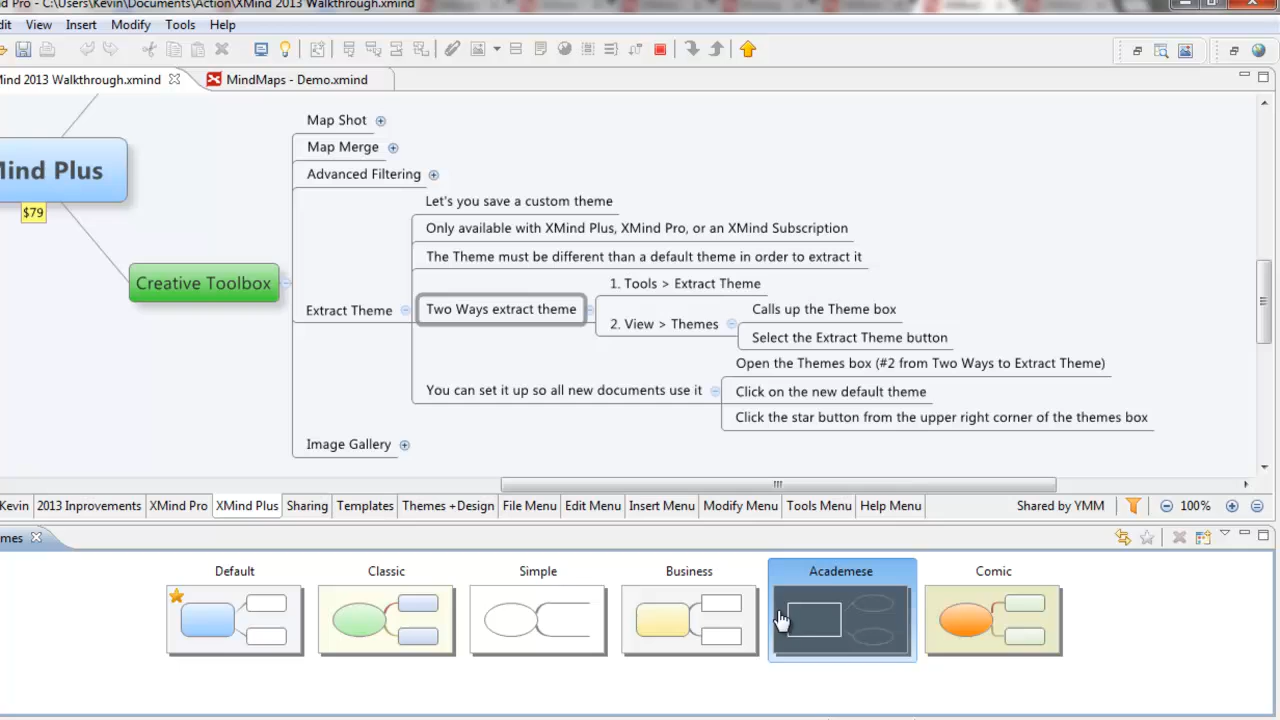 nd Pro - C:\Users\Kevin\Documents\Action\XMind 2013 Walkthrough.xmind
dit View Insert Modify Tools Help
Mind 2013 Walkthrough.xmind MindMaps - Demo.xmind
Map Shot
Map Merge
Mind Plus
Advanced Filtering
Let's you save a custom theme
$79
Only available with XMind Plus, XMind Pro, or an XMind Subscription
The Theme must be different than a default theme in order to extract it
Creative Toolbox
1. Tools > Extract Theme
Extract Theme
Two Ways extract theme
Calls up the Theme box
2. View > Themes
Select the Extract Theme button
Open the Themes box (#2 from Two Ways to Extract Theme)
You can set it up so all new documents use it
Click on the new default theme
Click the star button from the upper right corner of the themes box
Image Gallery
Kevin 2013 Inprovements XMind Pro XMind Plus Sharing Templates Themes +Design File Menu Edit Menu Insert Menu Modify Menu Tools Menu Help Menu Shared by YMM 100%
mes
Default Classic Simple Business Academese Comic